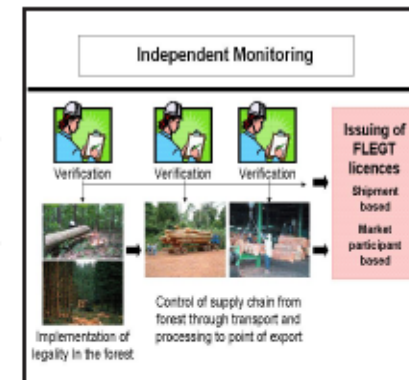 Independent Monitoring
Verification
Verification
Verification
Issuing of
FLEGT
licences
Shipment
based
Market
participant
based
Implementation of
legality in the forest
Control of supply chain from
forest through transport and
processing to point of export